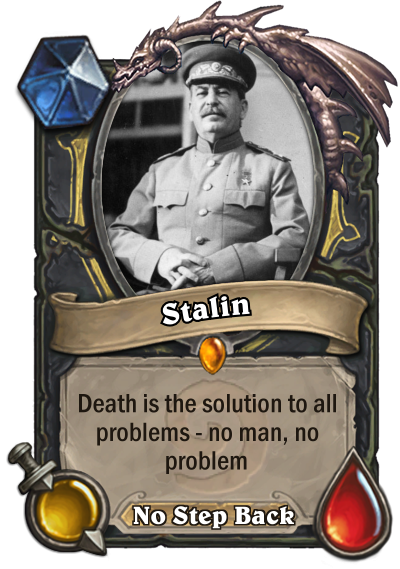 Stalin
Death is the solution to all
problems - no man, no
problem
No Step Back